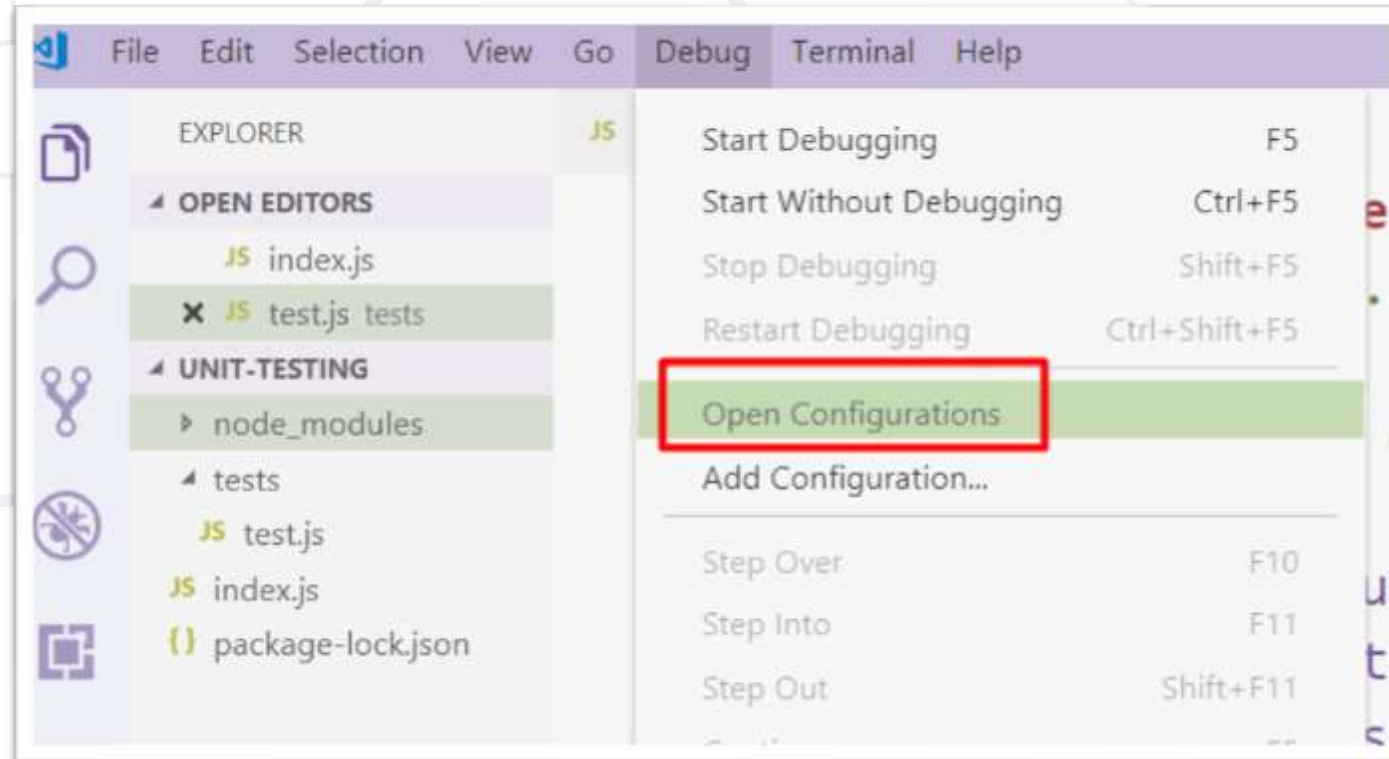 File Edit Selection View Go Debug Terminal Help
EXPLORER
OPEN EDITORS
JS index.js
JS test.js tests
UNIT-TESTING
node_modules
tests
JS test.js
JS index.js
{} package-lock.json
JS
Start Debugging F5
Start Without Debugging Ctrl+F5
Stop Debugging Shift+F5
Restart Debugging Ctrl+Shift+F5
Open Configurations
Add Configuration...
Step Over F10
Step Into F11
Step Out Shift+F11